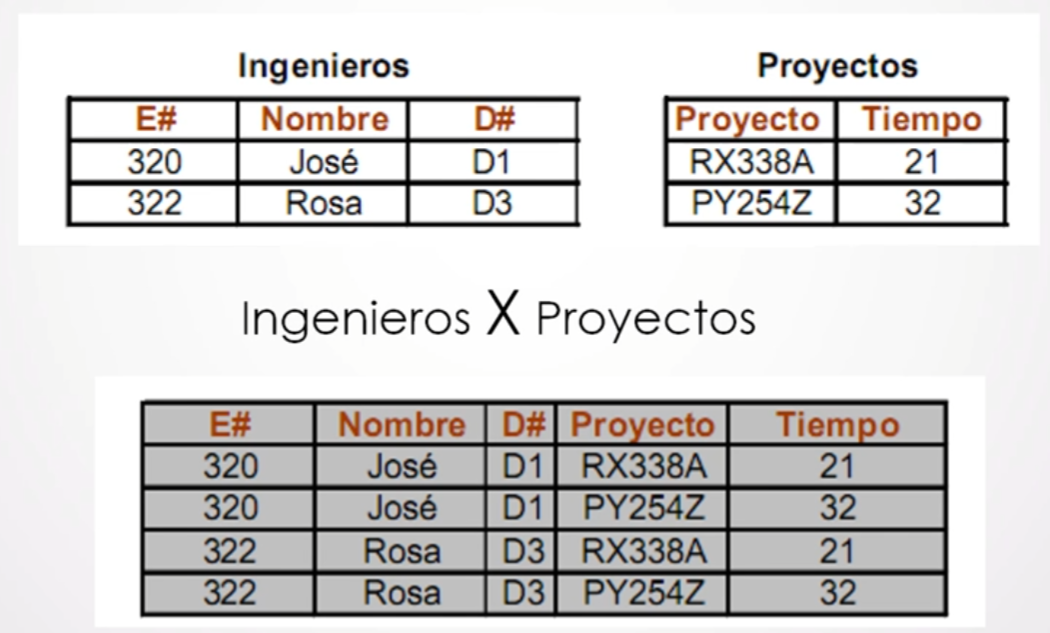 Ingenieros
E# Nombre D#
320 José D1
322 Rosa D3
Proyectos
Proyecto Tiempo
RX338A 21
PY254Z 32
Ingenieros X Proyectos
E# Nombre D# Proyecto Tiempo
320 José D1 RX338A 21
320 José D1 PY254Z 32
322 Rosa D3 RX338A 21
322 Rosa D3 PY254Z 32